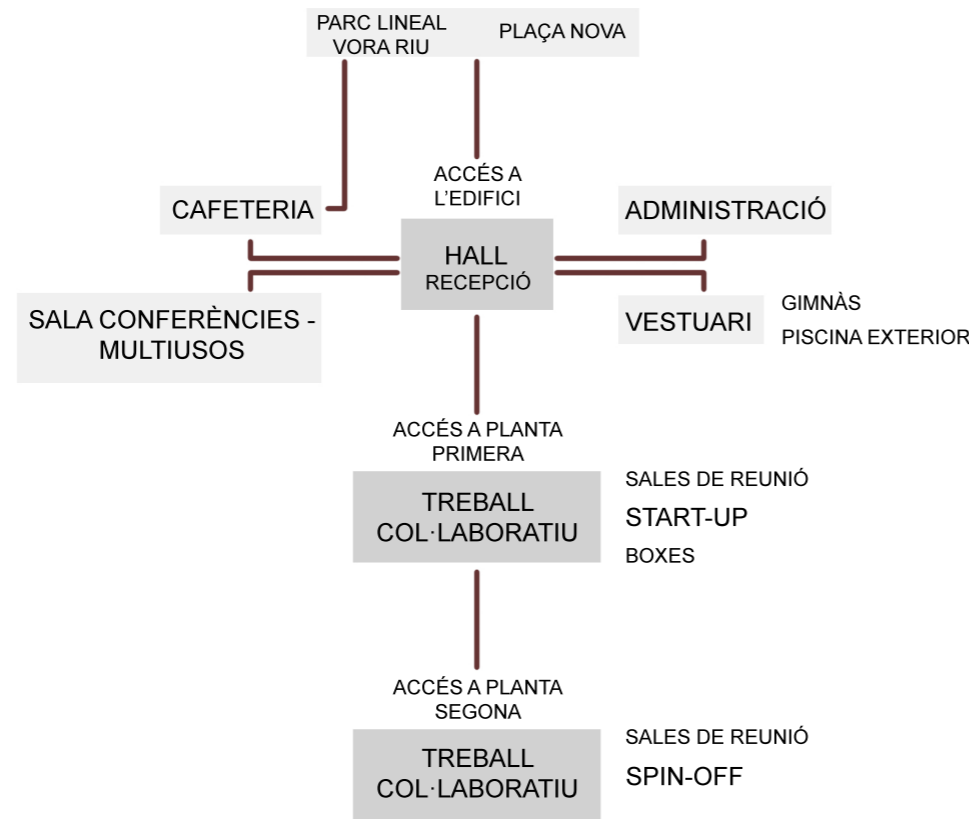 PARC LINEAL
VORA RIU
PLAÇA NOVA
ACCÉS A
L’EDIFICI
CAFETERIA
HALL
RECEPCIÓ
ADMINISTRACIÓ
SALA CONFERÈNCIES -
MULTIUSOS
VESTUARI
GIMNÀS
PISCINA EXTERIOR
ACCÉS A PLANTA
PRIMERA
TREBALL
COL·LABORATIU
SALES DE REUNIÓ
START-UP
BOXES
ACCÉS A PLANTA
SEGONA
TREBALL
COL·LABORATIU
SALES DE REUNIÓ
SPIN-OFF